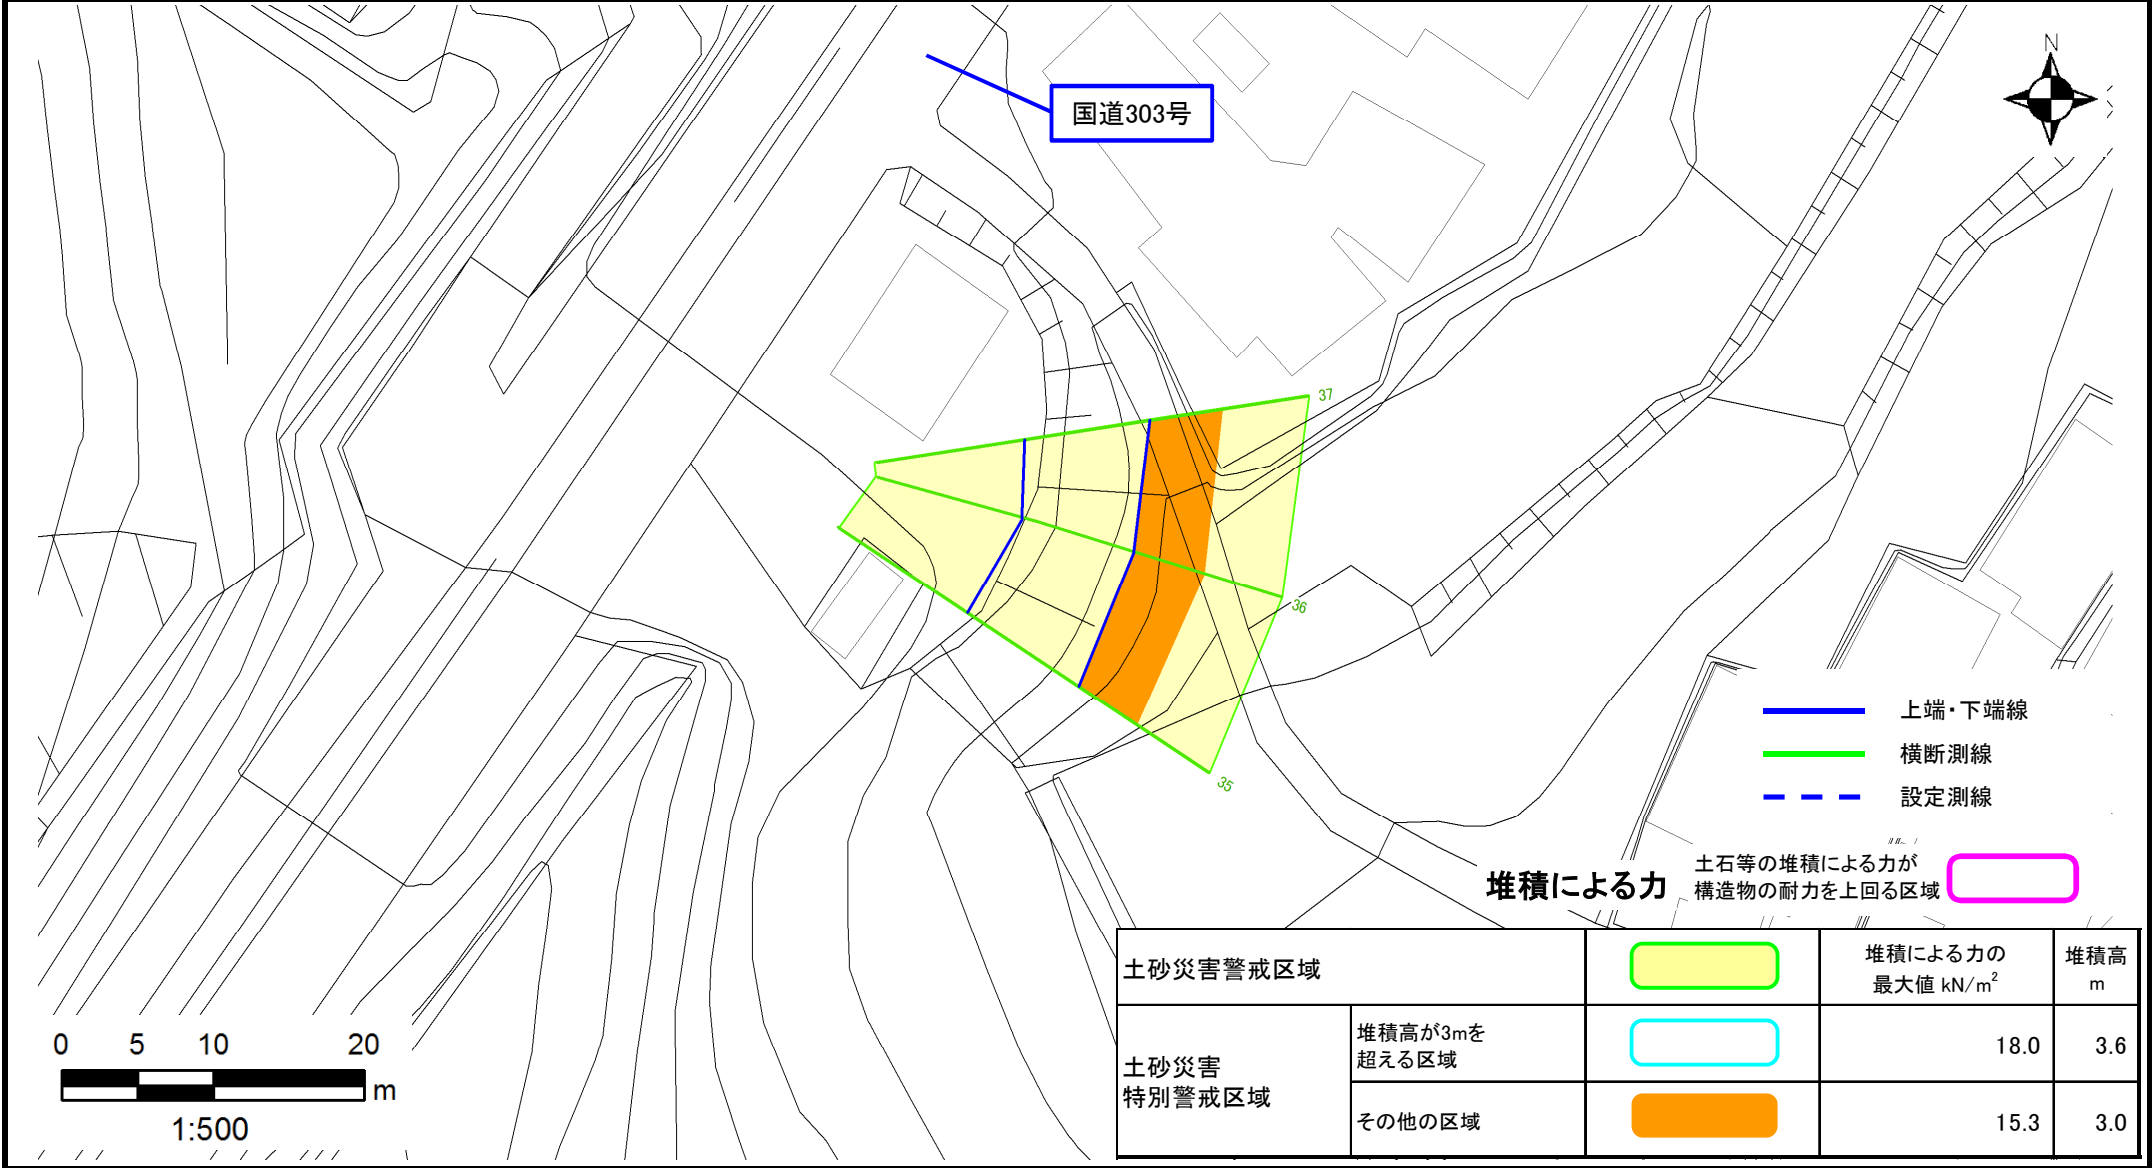 国道303号
N
37
36
35
上端・下端線
横断測線
設定測線
堆積による力
土石等の堆積による力が
構造物の耐力を上回る区域
土砂災害警戒区域
堆積による力の
最大値 kN/m²
堆積高
m
土砂災害
特別警戒区域
堆積高が3mを
超える区域
18.0
3.6
その他の区域
15.3
3.0
0 5 10 20
m
1:500